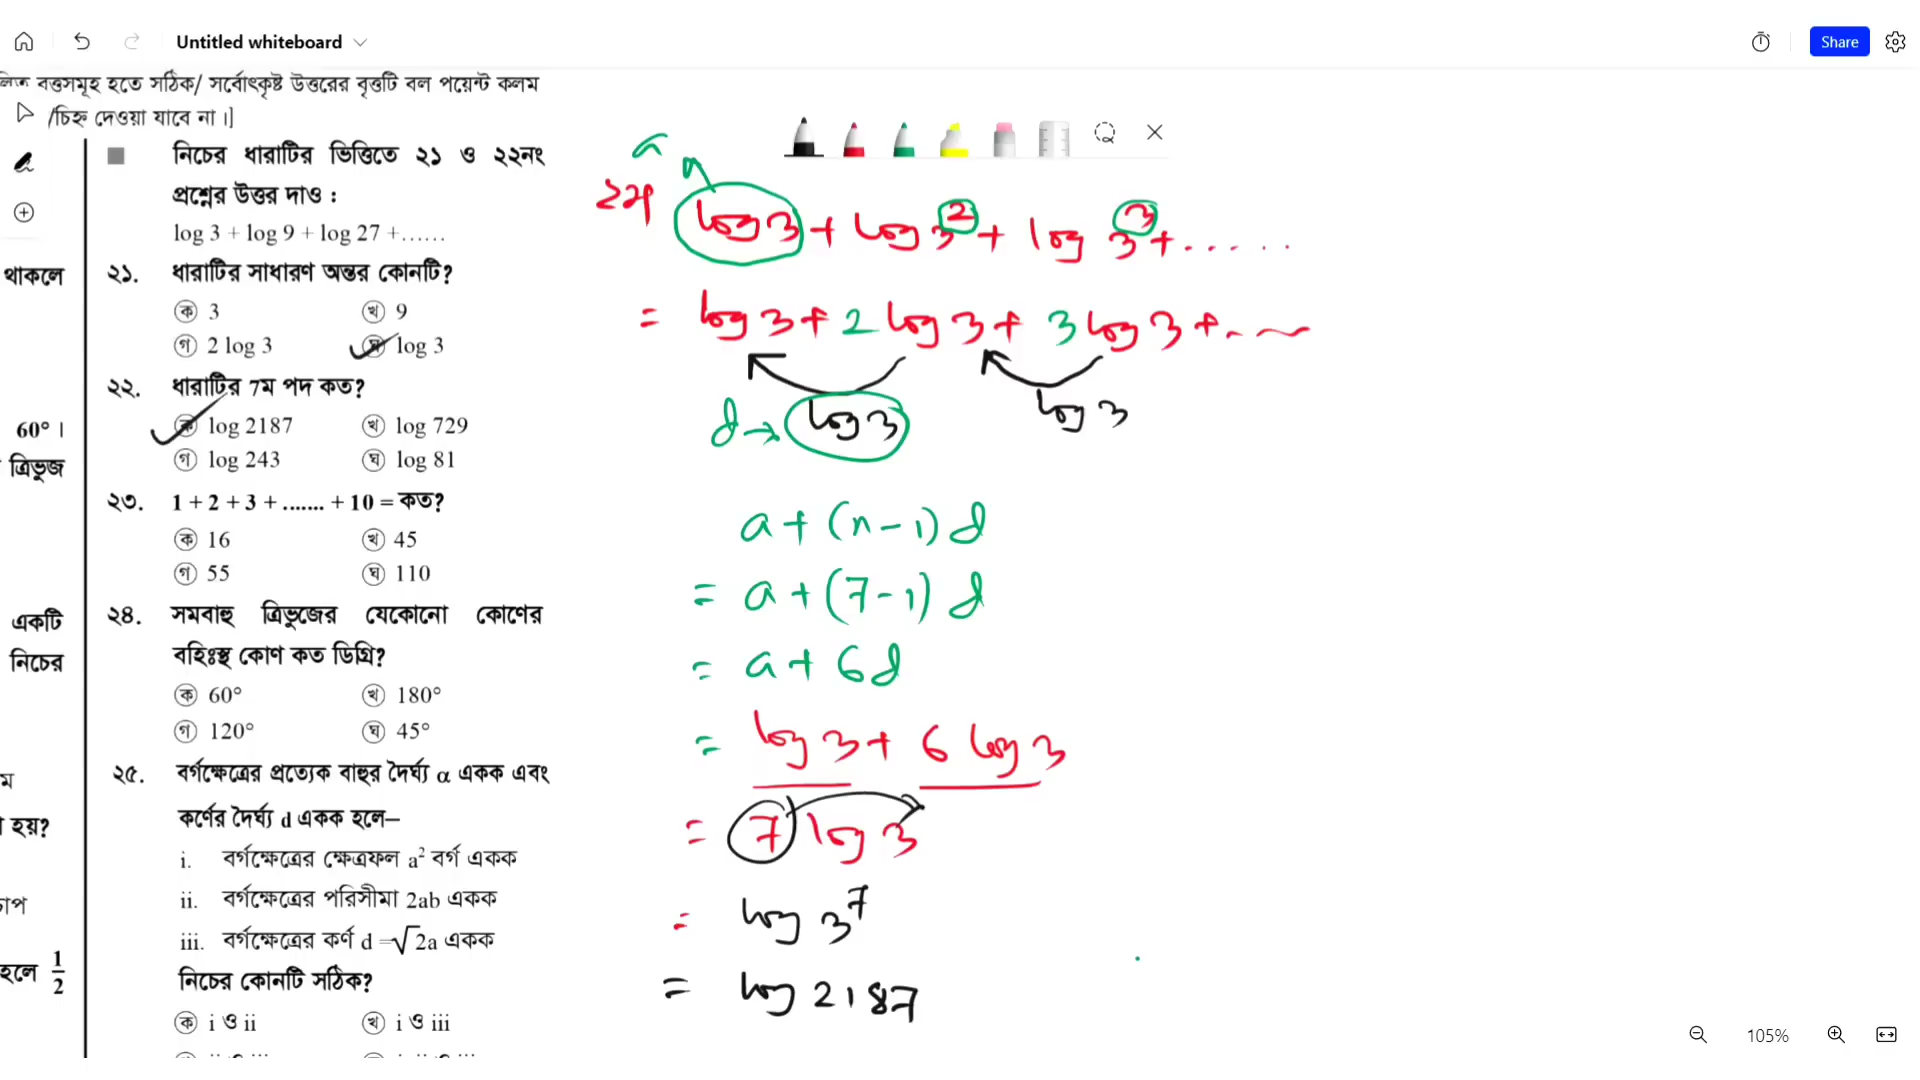 Untitled whiteboard
Share
বৃত্তসমূহ হতে সঠিক/ সর্বোৎকৃষ্ট উত্তরের বৃত্তটি বল পয়েন্ট কলম
/চিহ্ন দেওয়া যাবে না।]
থাকলে
60° ।
ত্রিভুজ
একটি
নিচের
ম
হয়?
চাপ
হলে 1/2
■ নিচের ধারাটির ভিত্তিতে ২১ ও ২২নং
প্রশ্নের উত্তর দাও :
log 3 + log 9 + log 27 +......
২১. ধারাটির সাধারণ অন্তর কোনটি?
ক 3 খ 9
গ 2 log 3 ঘ log 3
২২. ধারাটির 7ম পদ কত?
ক log 2187 খ log 729
গ log 243 ঘ log 81
২৩. 1 + 2 + 3 + ....... + 10 = কত?
ক 16 খ 45
গ 55 ঘ 110
২৪. সমবাহু ত্রিভুজের যেকোনো কোণের
বহিঃস্থ কোণ কত ডিগ্রি?
ক 60° খ 180°
গ 120° ঘ 45°
২৫. বর্গক্ষেত্রের প্রত্যেক বাহুর দৈর্ঘ্য α একক এবং
কর্ণের দৈর্ঘ্য d একক হলে–
i. বর্গক্ষেত্রের ক্ষেত্রফল a² বর্গ একক
ii. বর্গক্ষেত্রের পরিসীমা 2ab একক
iii. বর্গক্ষেত্রের কর্ণ d =√2a একক
নিচের কোনটি সঠিক?
ক i ও ii খ i ও iii
a
log 3 + log 3² + log 3³ + ......
= log 3 + 2 log 3 + 3 log 3 + ...
d → log 3 log 3
a + (n - 1) d
= a + (7 - 1) d
= a + 6d
= log 3 + 6 log 3
= 7 log 3
= log 3⁷
= log 2187
105%